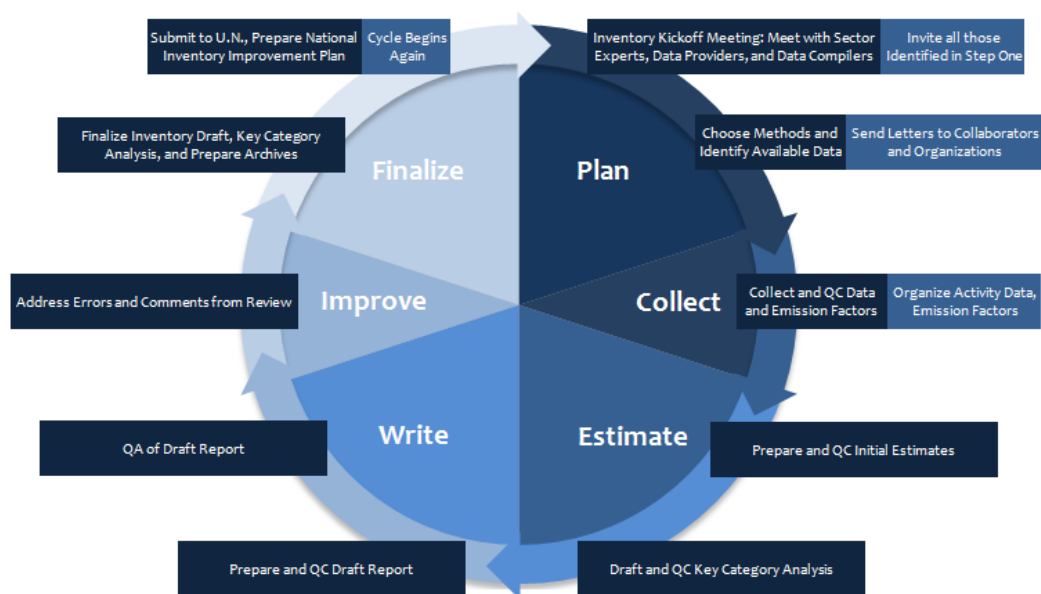 Submit to U.N., Prepare National
Inventory Improvement Plan
Cycle Begins
Again
Inventory Kickoff Meeting: Meet with Sector
Experts, Data Providers, and Data Compilers
Invite all those
Identified in Step One
Finalize Inventory Draft, Key Category
Analysis, and Prepare Archives
Choose Methods and
Identify Available Data
Send Letters to Collaborators
and Organizations
Finalize
Plan
Address Errors and Comments from Review
Improve
Collect
Collect and QC Data
and Emission Factors
Organize Activity Data,
Emission Factors
Write
Estimate
QA of Draft Report
Prepare and QC Initial Estimates
Prepare and QC Draft Report
Draft and QC Key Category Analysis